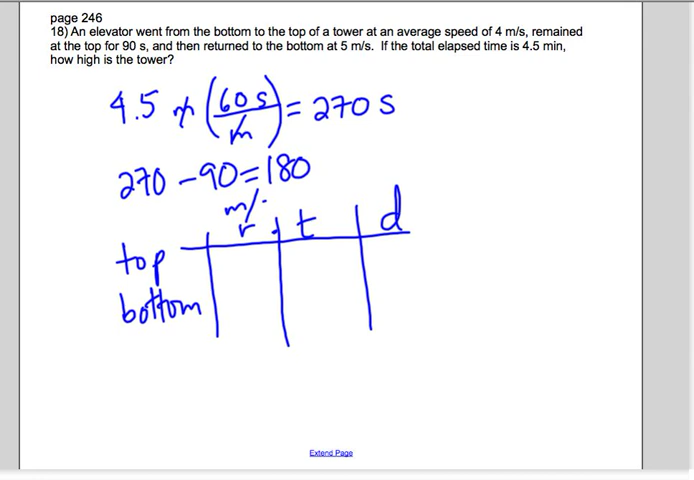 page 246
18) An elevator went from the bottom to the top of a tower at an average speed of 4 m/s, remained
at the top for 90 s, and then returned to the bottom at 5 m/s. If the total elapsed time is 4.5 min,
how high is the tower?
4.5 m (60 s/m) = 270 s
270 - 90 = 180
m/.
r t d
top
bottom
Extend Page